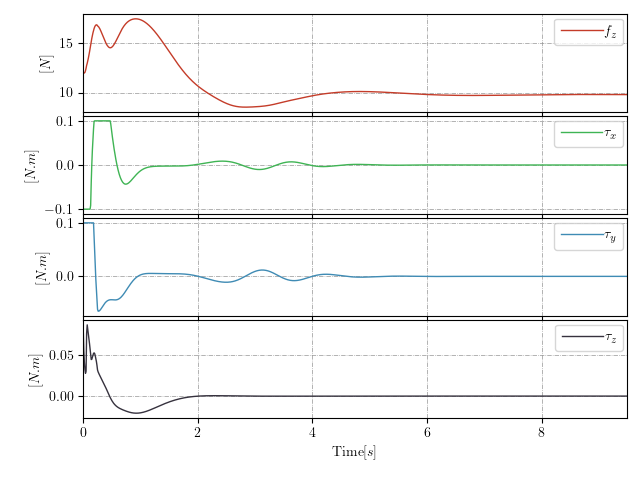 f_z
15
10
[N]
τ_x
0.1
0.0
−0.1
[N.m]
τ_y
0.1
0.0
[N.m]
τ_z
0.05
0.00
[N.m]
0 2 4 6 8
Time[s]